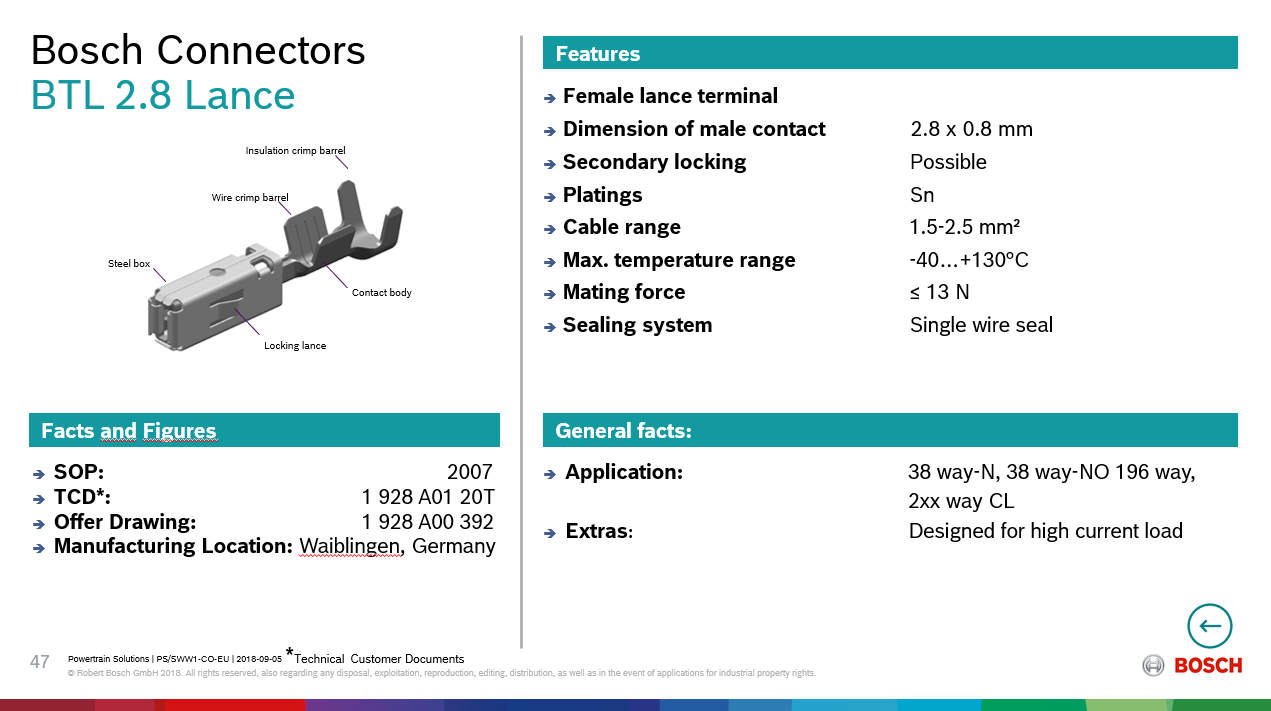 Bosch Connectors
BTL 2.8 Lance
Insulation crimp barrel
Wire crimp barrel
Steel box
Contact body
Locking lance
Facts and Figures
SOP: 2007
TCD*: 1 928 A01 20T
Offer Drawing: 1 928 A00 392
Manufacturing Location: Waiblingen, Germany
Features
Female lance terminal
Dimension of male contact 2.8 x 0.8 mm
Secondary locking Possible
Platings Sn
Cable range 1.5-2.5 mm²
Max. temperature range -40…+130°C
Mating force ≤ 13 N
Sealing system Single wire seal
General facts:
Application: 38 way-N, 38 way-NO 196 way,
2xx way CL
Extras: Designed for high current load
47
Powertrain Solutions | PS/SWW1-CO-EU | 2018-09-05 *Technical Customer Documents
© Robert Bosch GmbH 2018. All rights reserved, also regarding any disposal, exploitation, reproduction, editing, distribution, as well as in the event of applications for industrial property rights.
BOSCH